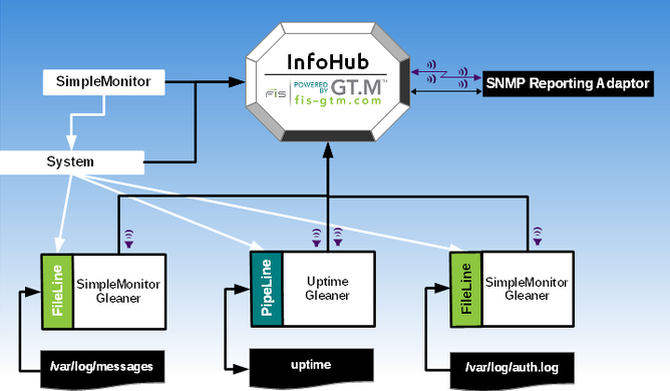 InfoHub
FIS
POWERED BY
GT.M™
fis-gtm.com
SimpleMonitor
SNMP Reporting Adaptor
System
FileLine
SimpleMonitor
Gleaner
PipeLine
Uptime
Gleaner
FileLine
SimpleMonitor
Gleaner
/var/log/messages
uptime
/var/log/auth.log